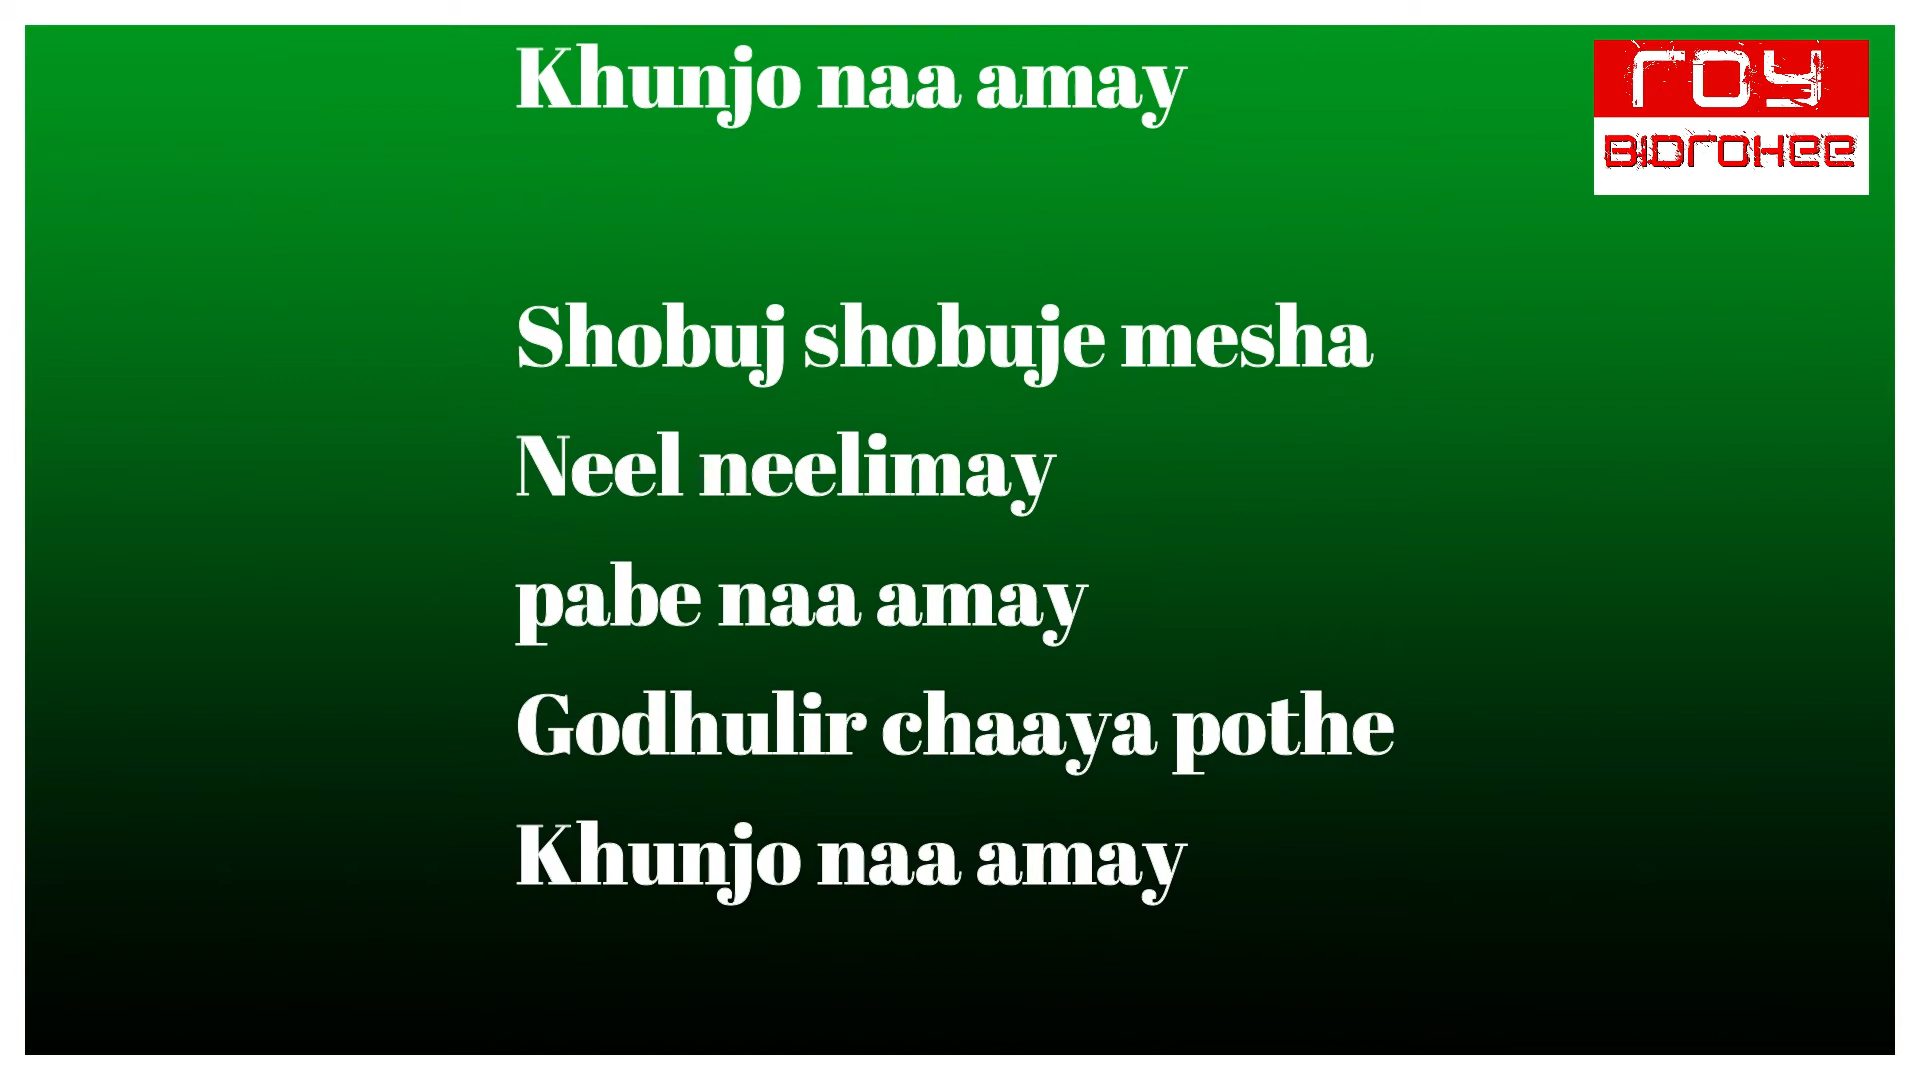 Khunjo naa amay
roy
BIDroHee
Shobuj shobuje mesha
Neel neelimay
pabe naa amay
Godhulir chaaya pothe
Khunjo naa amay